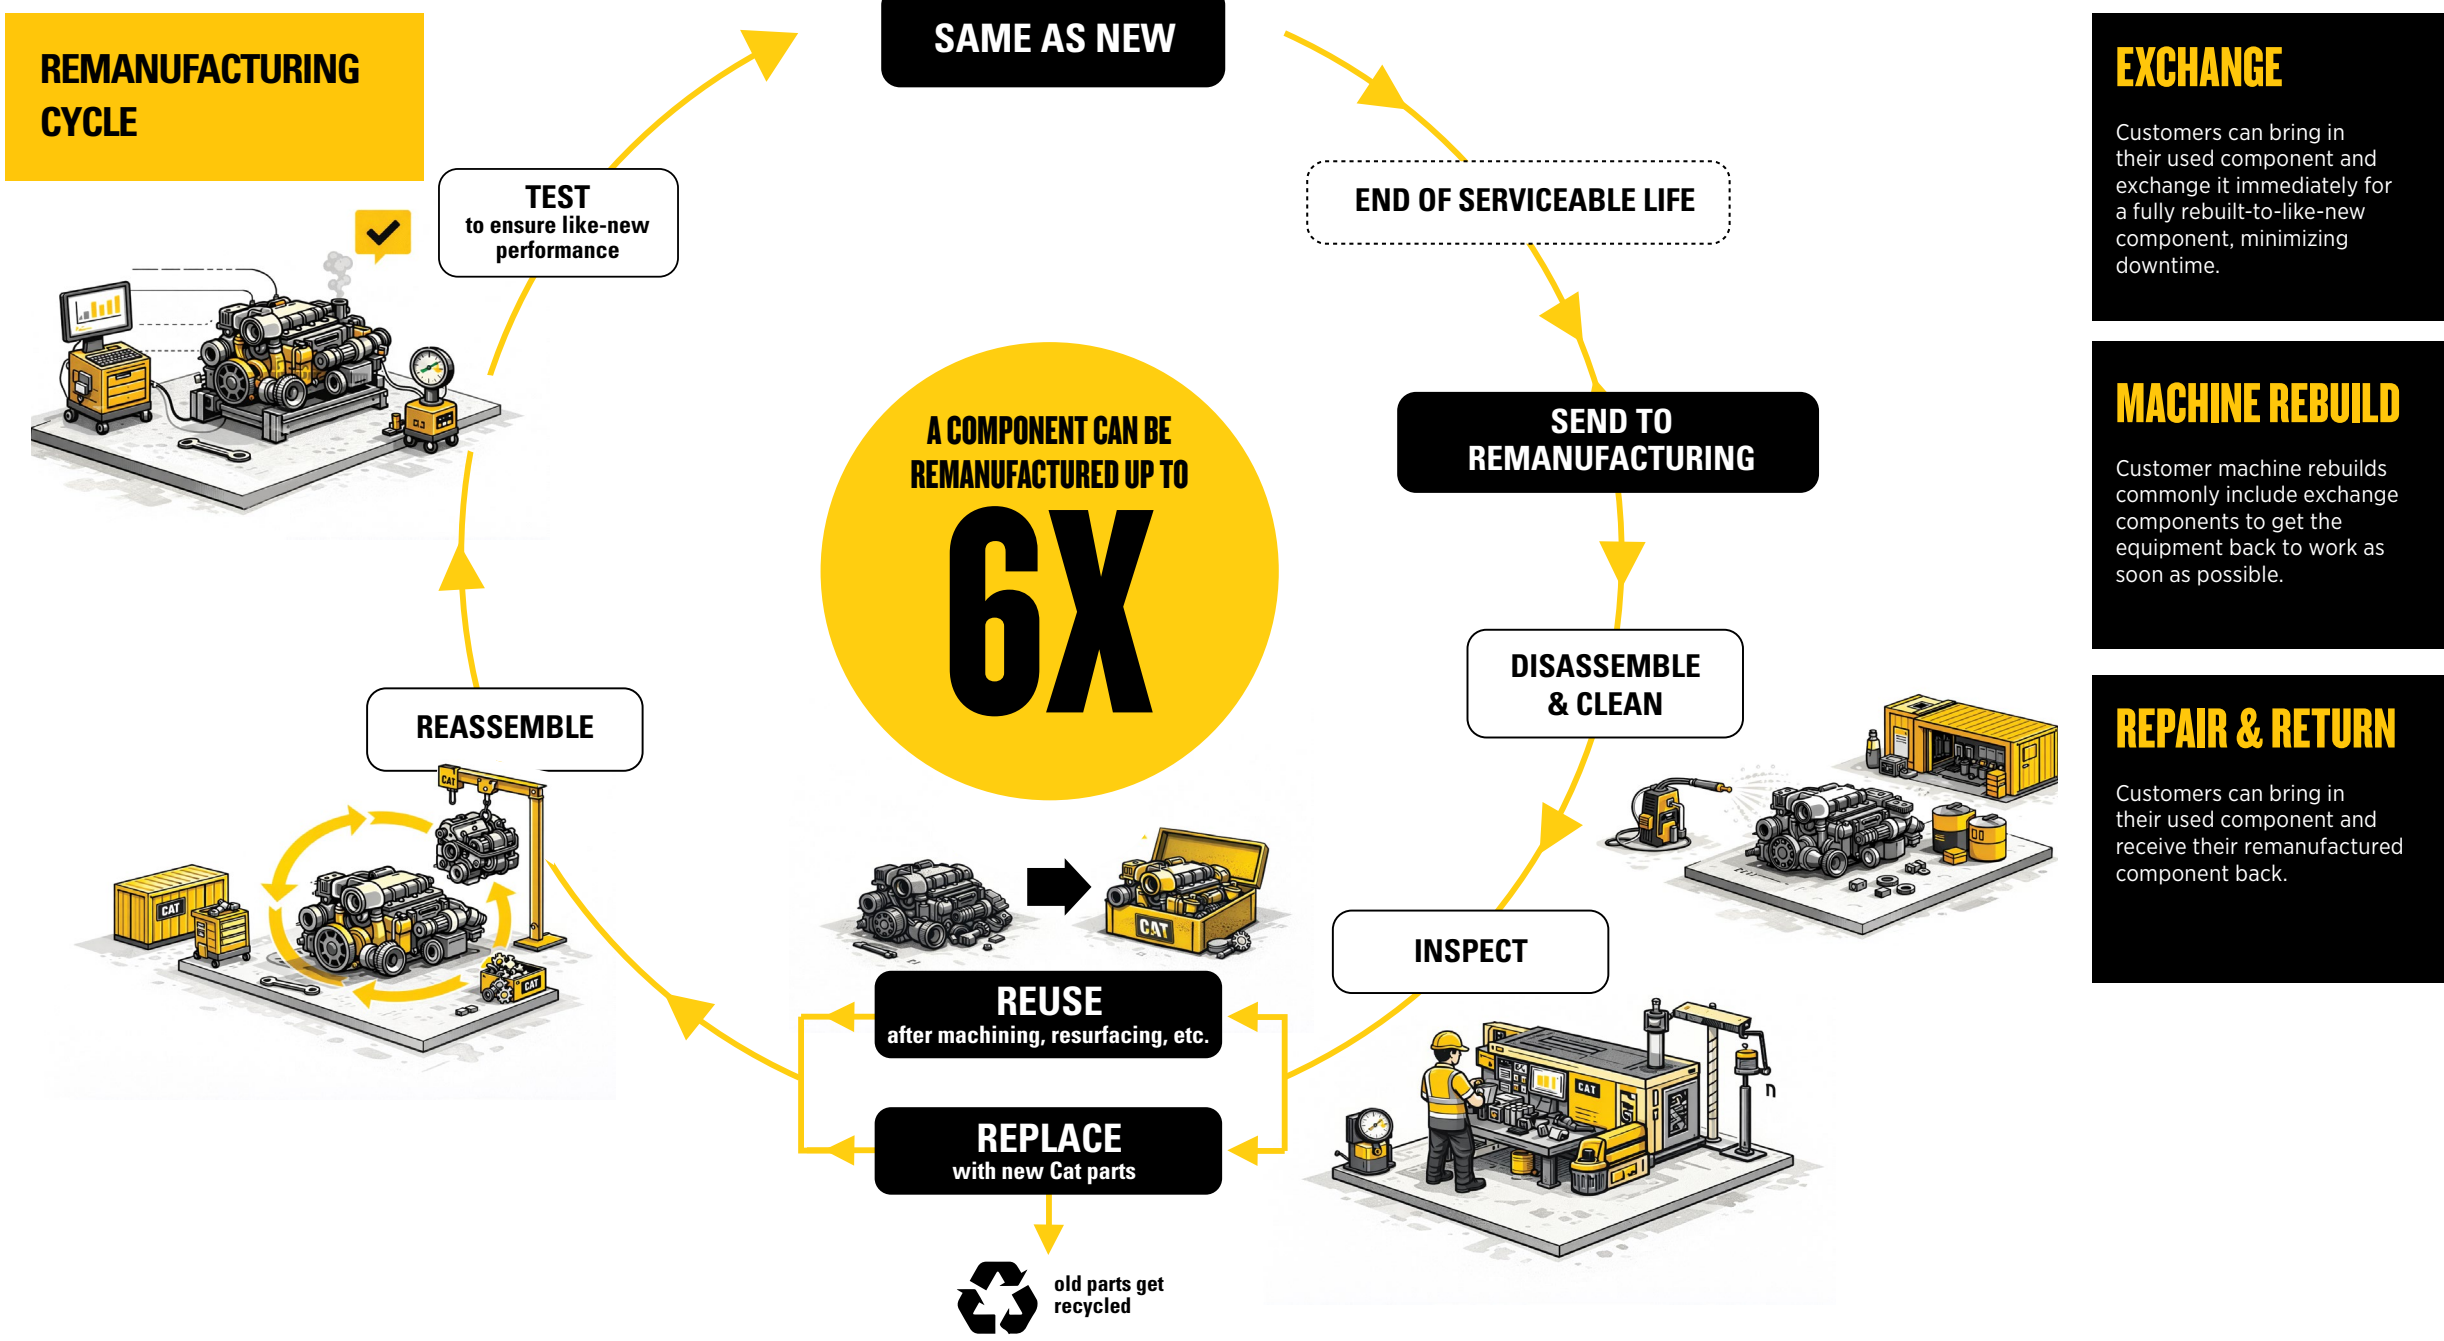 REMANUFACTURING
CYCLE
SAME AS NEW
END OF SERVICEABLE LIFE
SEND TO
REMANUFACTURING
DISASSEMBLE
& CLEAN
INSPECT
REUSE
after machining, resurfacing, etc.
REPLACE
with new Cat parts
old parts get
recycled
REASSEMBLE
TEST
to ensure like-new
performance
A COMPONENT CAN BE
REMANUFACTURED UP TO
6X
CAT
CAT
CAT
CAT
CAT
EXCHANGE
Customers can bring in
their used component and
exchange it immediately for
a fully rebuilt-to-like-new
component, minimizing
downtime.
MACHINE REBUILD
Customer machine rebuilds
commonly include exchange
components to get the
equipment back to work as
soon as possible.
REPAIR & RETURN
Customers can bring in
their used component and
receive their remanufactured
component back.